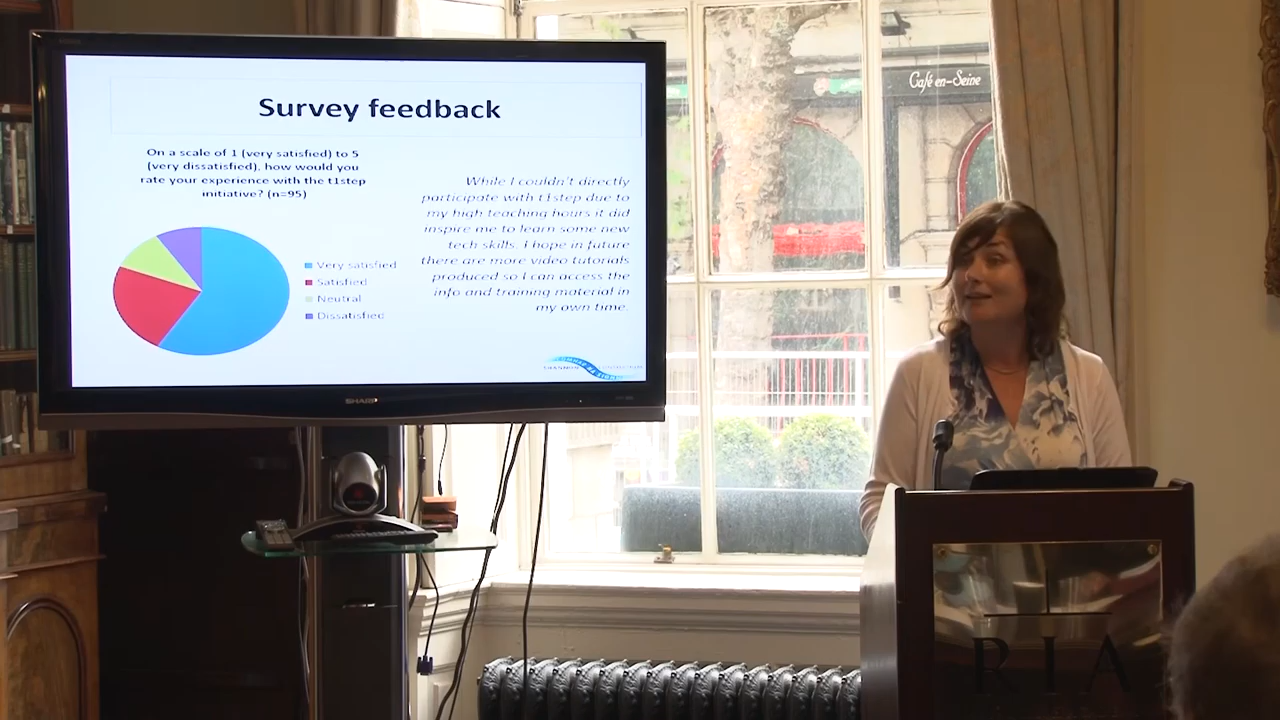 Survey feedback
On a scale of 1 (very satisfied) to 5
(very dissatisfied), how would you
rate your experience with the t1step
initiative? (n=95)
Very satisfied
Satisfied
Neutral
Dissatisfied
While I couldn't directly
participate with t1step due to
my high teaching hours it did
inspire me to learn some new
tech skills. I hope in future
there are more video tutorials
produced so I can access the
info and training material in
my own time.
SHANNON
SHARP
Café en-Seine
RIA